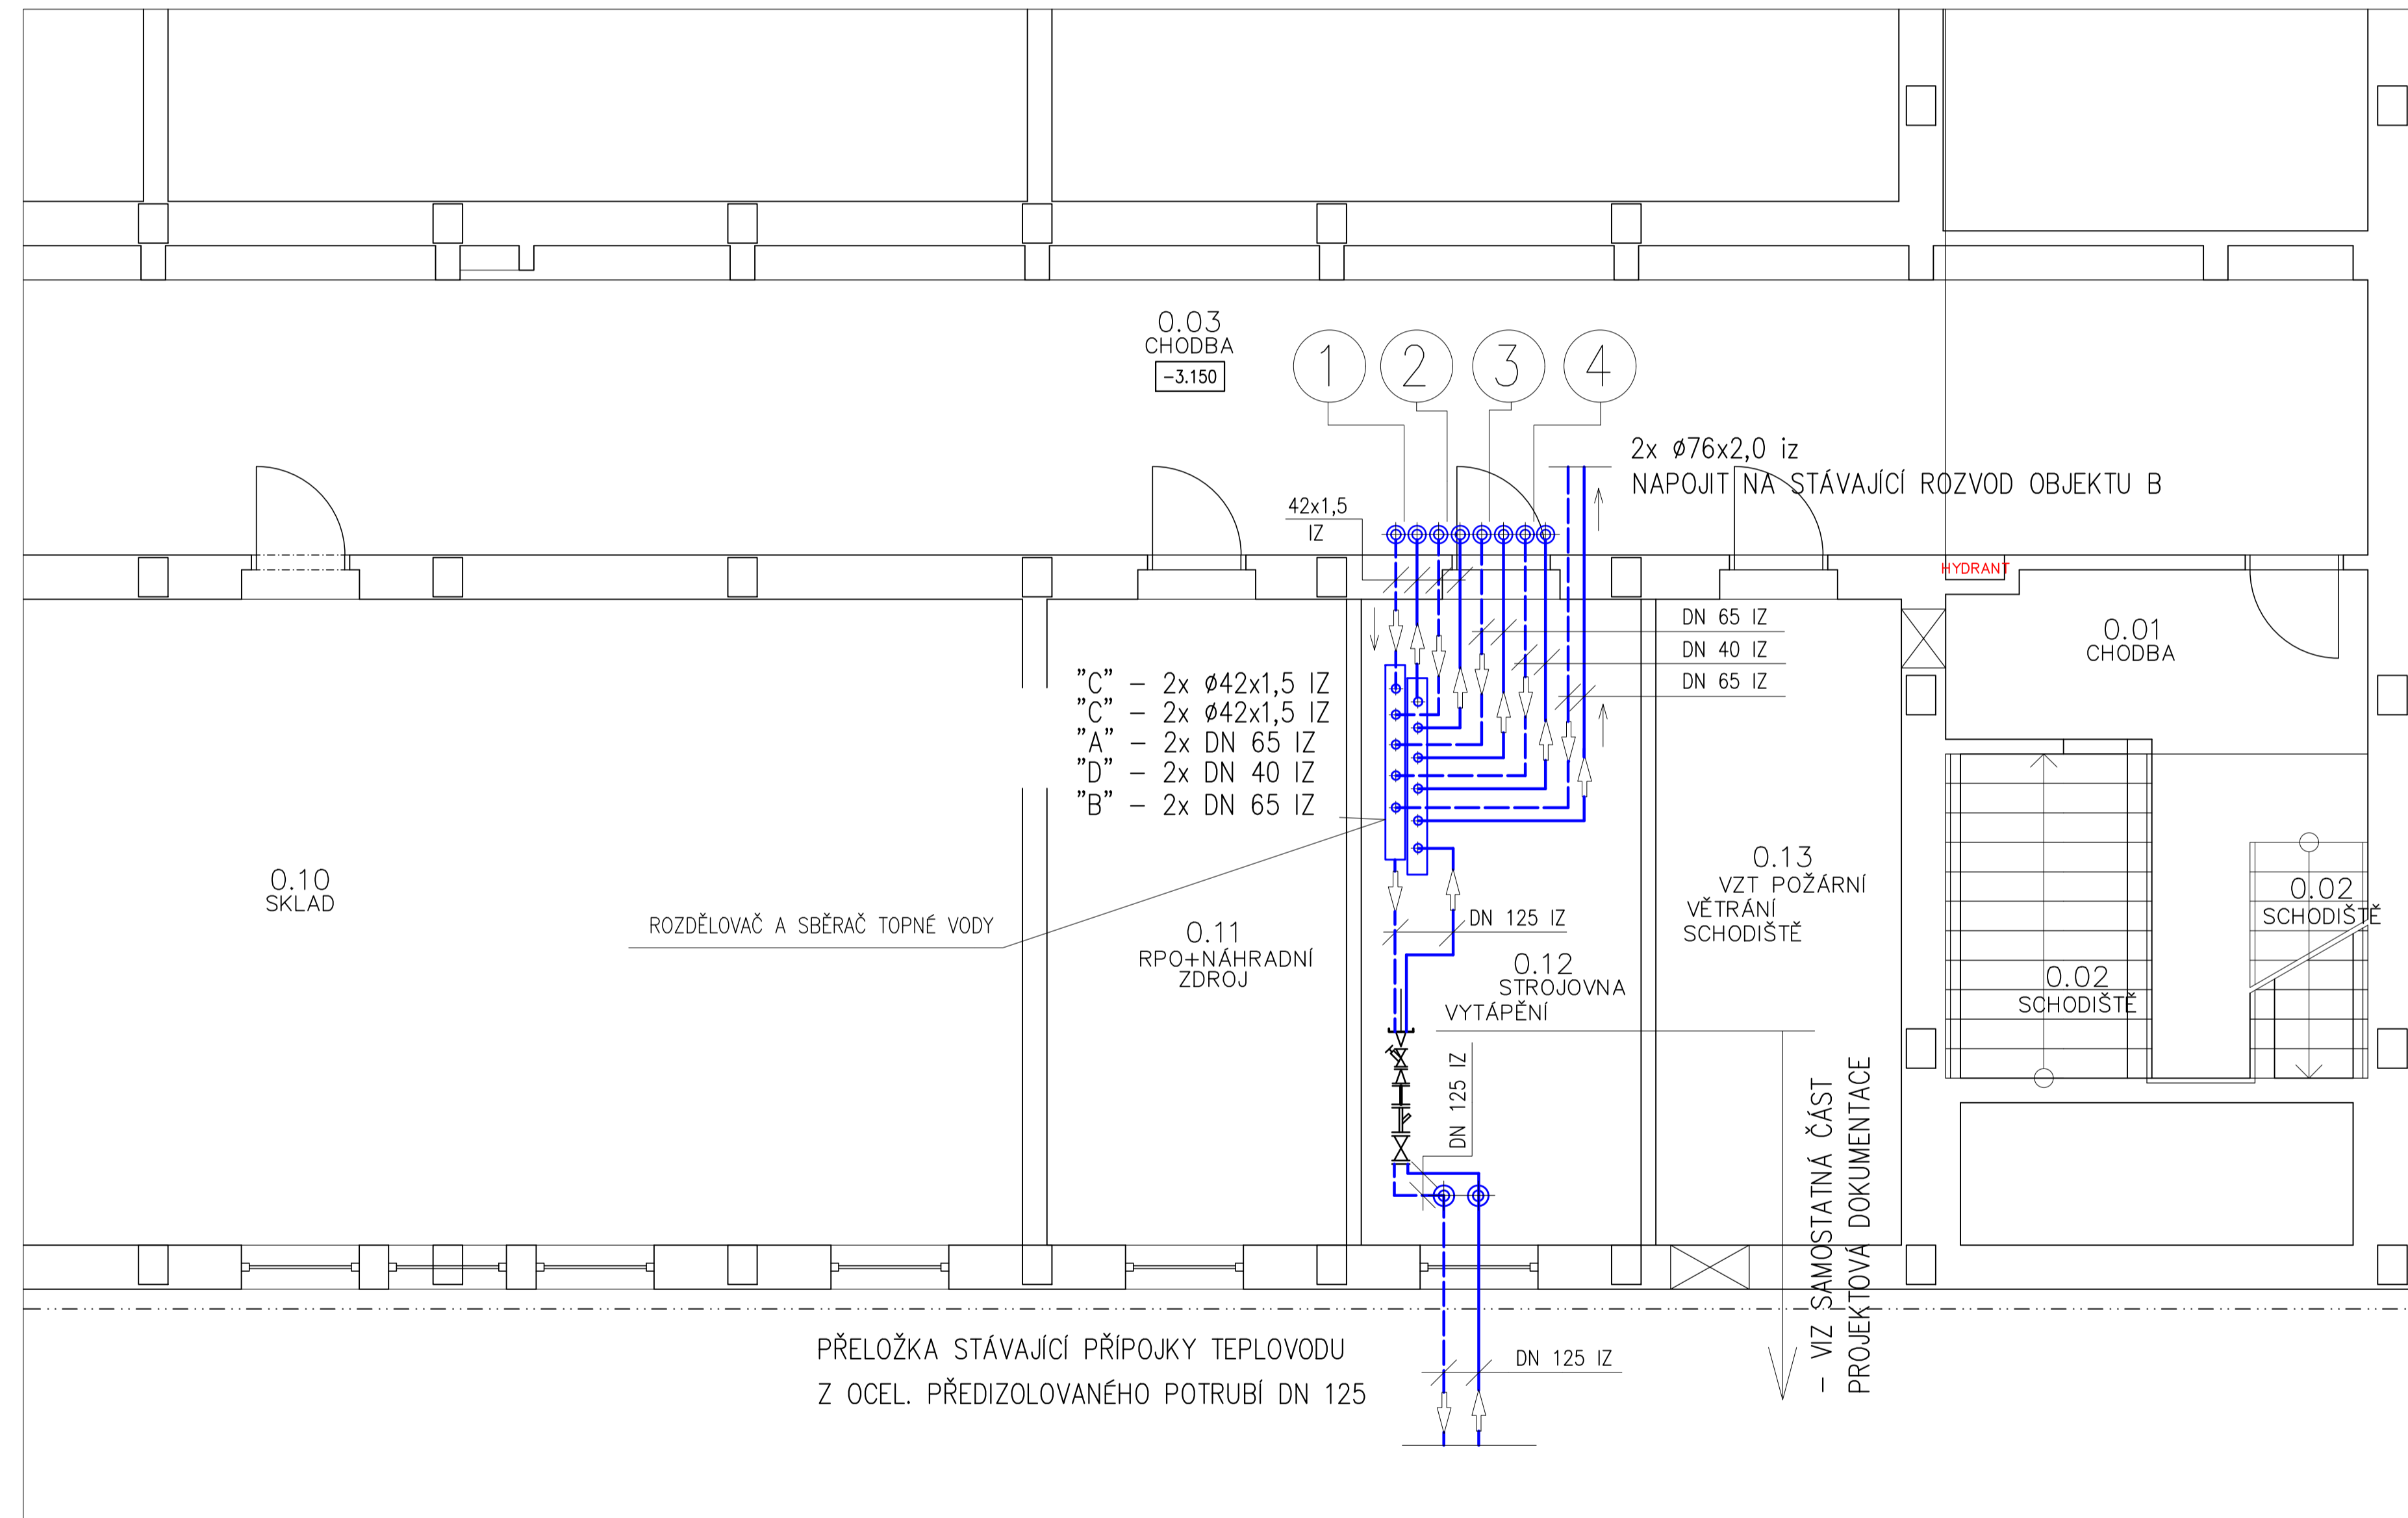 0.03
CHODBA
-3.150
1
2
3
4
2x ø76x2,0 iz
NAPOJIT NA STÁVAJÍCÍ ROZVOD OBJEKTU B
42x1,5
IZ
HYDRANT
DN 65 IZ
DN 40 IZ
DN 65 IZ
0.01
CHODBA
"C" - 2x ø42x1,5 IZ
"C" - 2x ø42x1,5 IZ
"A" - 2x DN 65 IZ
"D" - 2x DN 40 IZ
"B" - 2x DN 65 IZ
0.10
SKLAD
ROZDĚLOVAČ A SBĚRAČ TOPNÉ VODY
0.11
RPO+NÁHRADNÍ
ZDROJ
DN 125 IZ
0.12
STROJOVNA
VYTÁPĚNÍ
0.13
VZT POŽÁRNÍ
VĚTRÁNÍ
SCHODIŠTĚ
0.02
SCHODIŠTĚ
0.02
SCHODIŠTĚ
DN 125 IZ
- VIZ SAMOSTATNÁ ČÁST
PROJEKTOVÁ DOKUMENTACE
PŘELOŽKA STÁVAJÍCÍ PŘÍPOJKY TEPLOVODU
Z OCEL. PŘEDIZOLOVANÉHO POTRUBÍ DN 125
DN 125 IZ